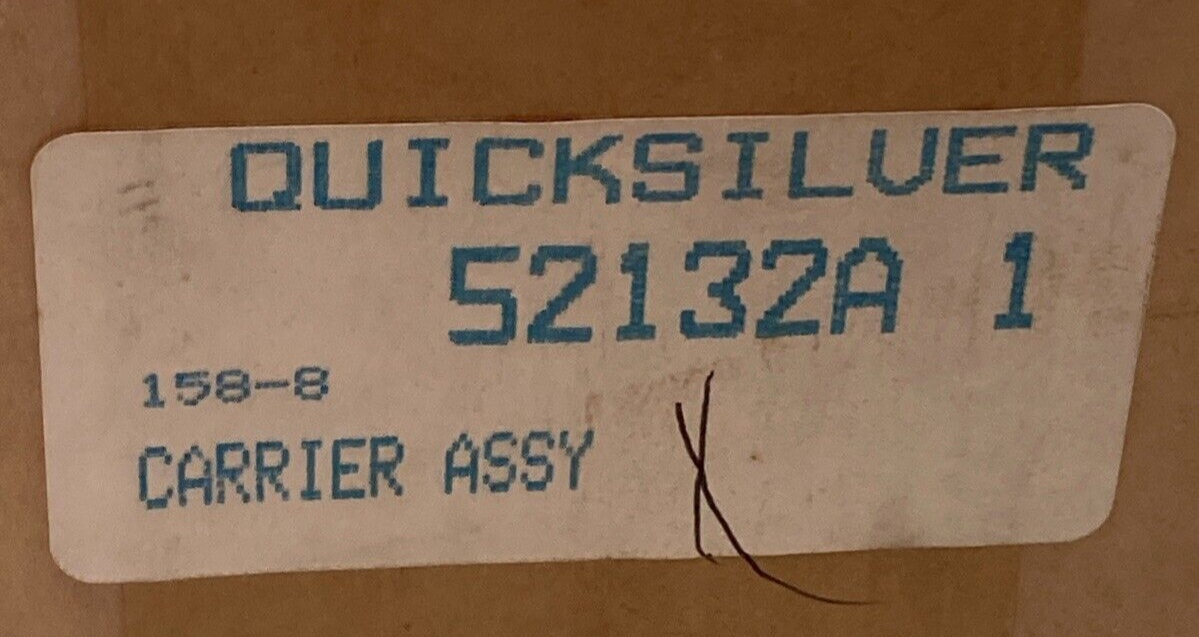 QUICKSILVER
52132A 1
158-8
CARRIER ASSY